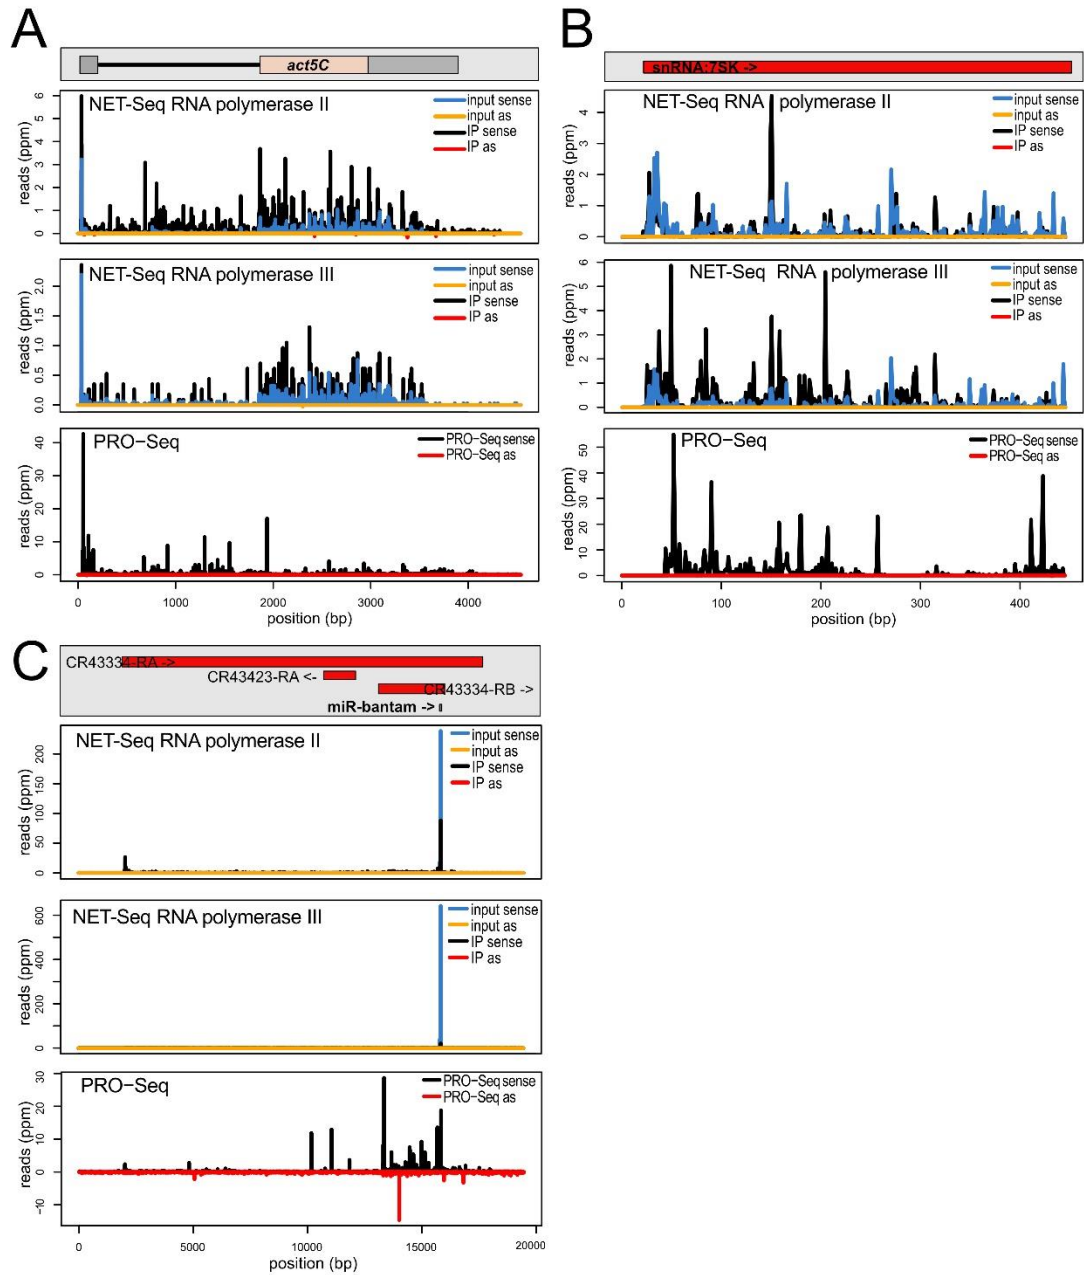 A
act5C
NET-Seq RNA polymerase II
input sense
input as
IP sense
IP as
reads (ppm)
6
5
4
3
2
1
0
NET-Seq RNA polymerase III
input sense
input as
IP sense
IP as
reads (ppm)
2.0
1.5
1.0
0.5
0.0
PRO-Seq
PRO-Seq sense
PRO-Seq as
reads (ppm)
40
30
20
10
0
0 1000 2000 3000 4000
position (bp)
B
snRNA:7SK ->
NET-Seq RNA polymerase II
input sense
input as
IP sense
IP as
reads (ppm)
4
3
2
1
0
NET-Seq RNA polymerase III
input sense
input as
IP sense
IP as
reads (ppm)
6
5
4
3
2
1
0
PRO-Seq
PRO-Seq sense
PRO-Seq as
reads (ppm)
50
40
30
20
10
0
0 100 200 300 400
position (bp)
C
CR43334-RA ->
CR43423-RA <-
CR43334-RB ->
miR-bantam ->
NET-Seq RNA polymerase II
input sense
input as
IP sense
IP as
reads (ppm)
200
150
100
50
0
NET-Seq RNA polymerase III
input sense
input as
IP sense
IP as
reads (ppm)
600
400
200
0
PRO-Seq
PRO-Seq sense
PRO-Seq as
reads (ppm)
30
20
10
0
-10
0 5000 10000 15000 20000
position (bp)